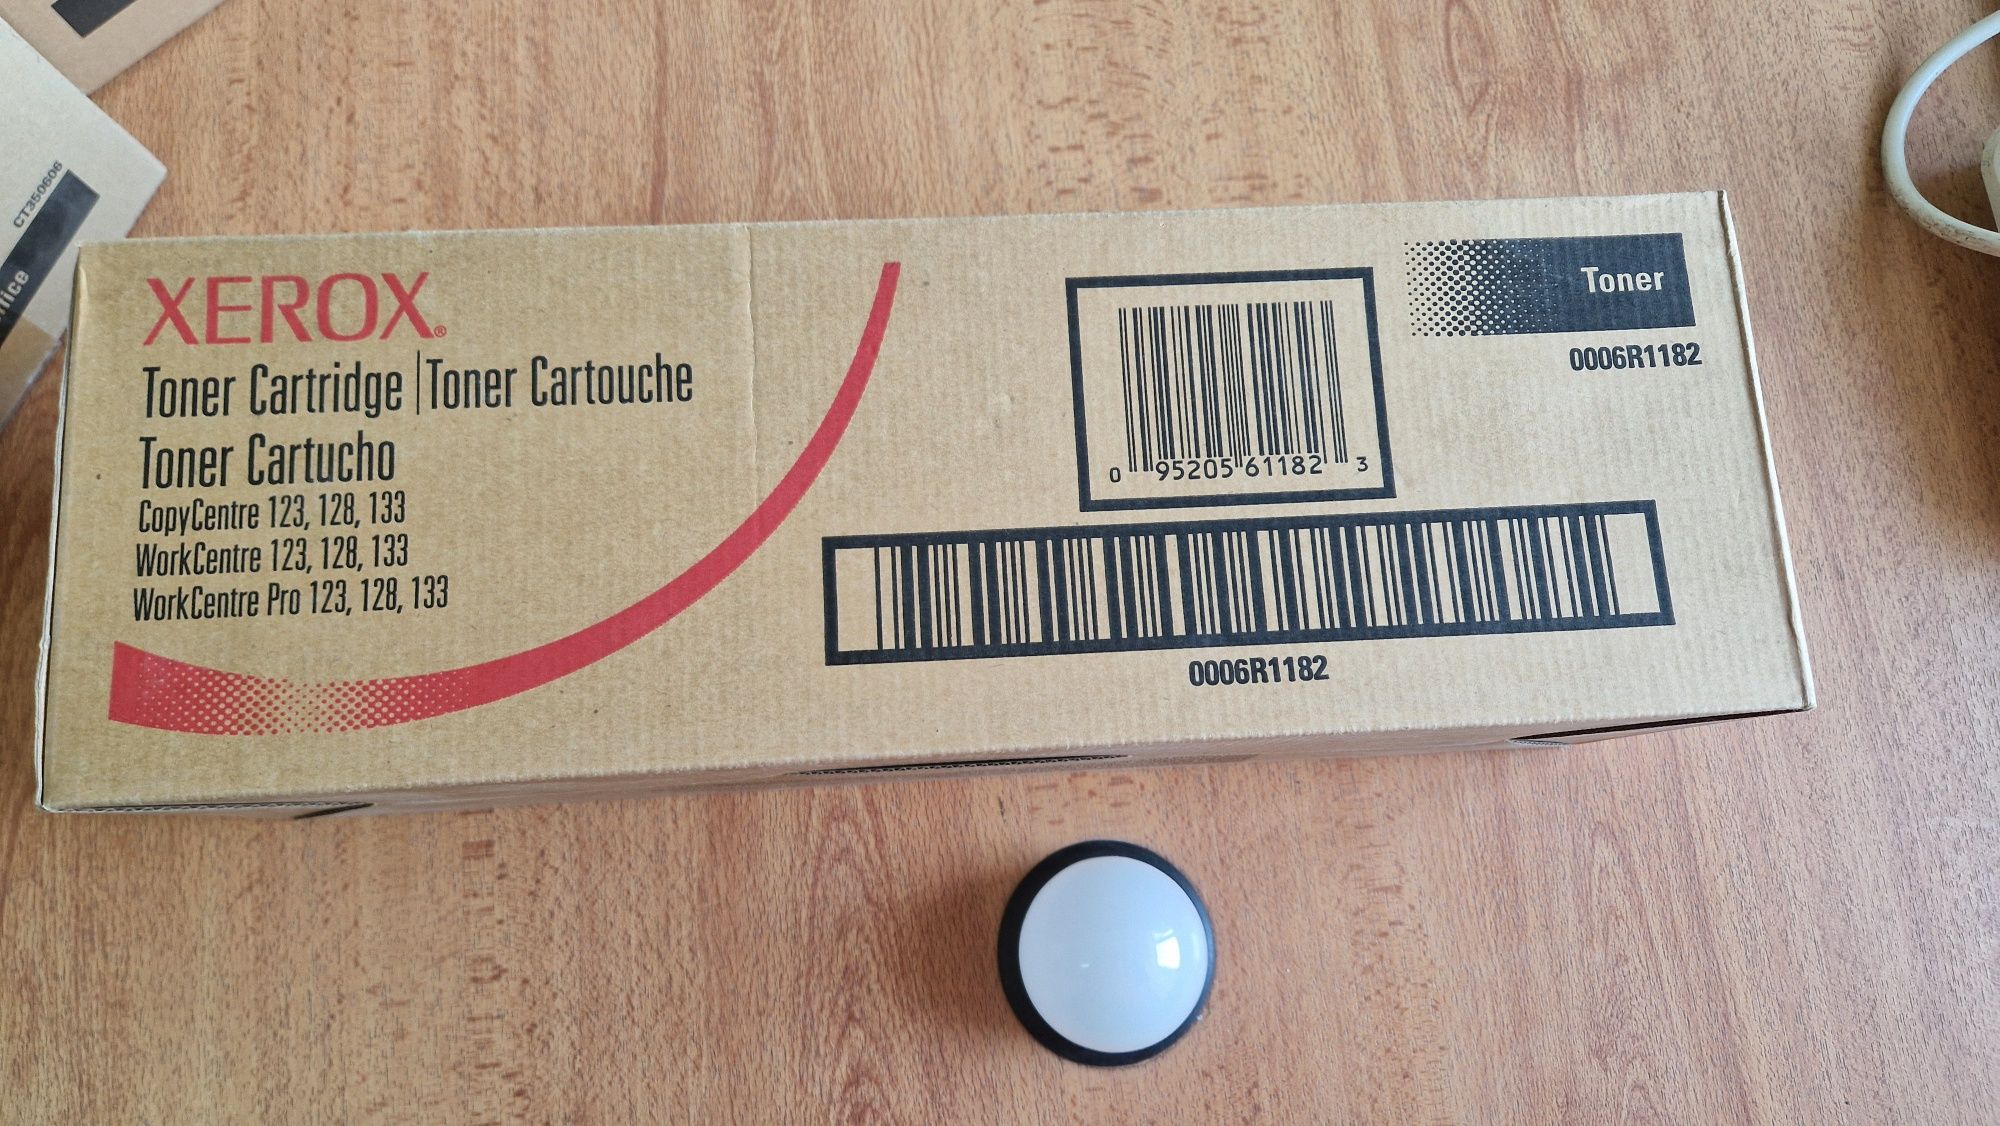 XEROX®
Toner Cartridge | Toner Cartouche
Toner Cartucho
CopyCentre 123, 128, 133
WorkCentre 123, 128, 133
WorkCentre Pro 123, 128, 133
Toner
0006R1182
0 95205 61182 3
0006R1182
CT350606